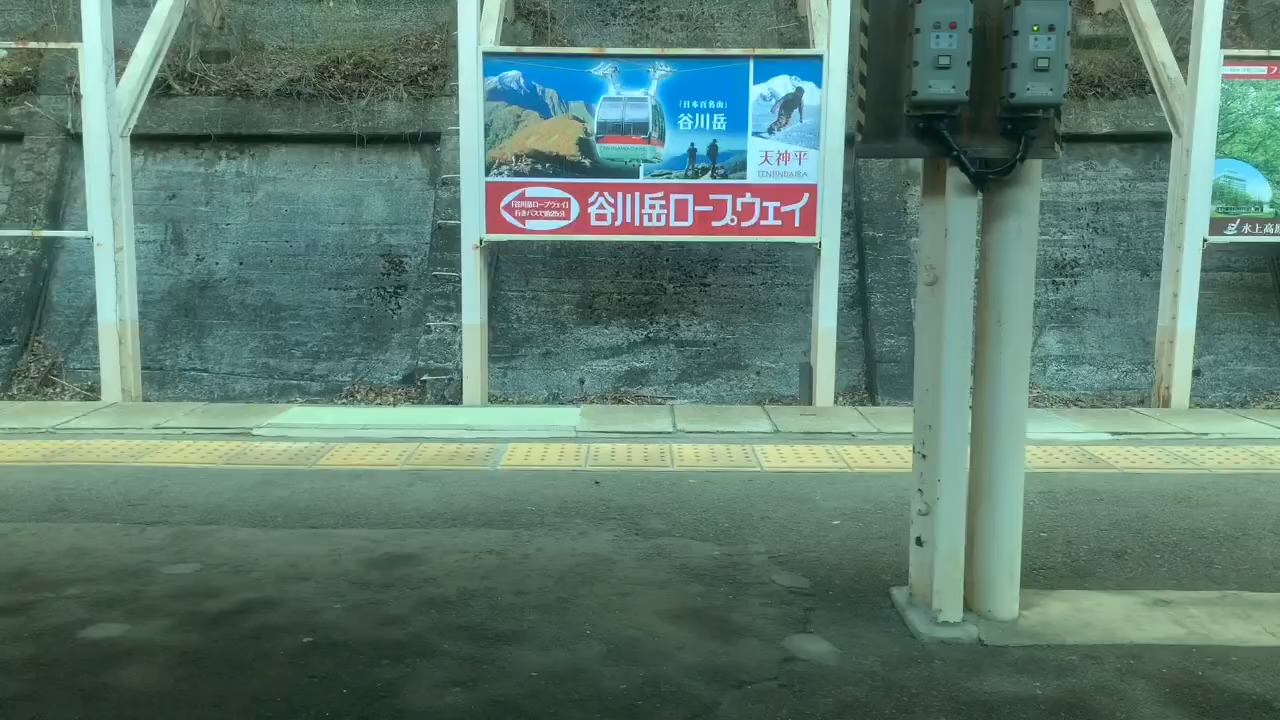 「日本百名山」
谷川岳
天神平
TENJINDAIRA
「谷川岳ロープウェイ」
行きバスで約25分
谷川岳ロープウェイ
水上高原